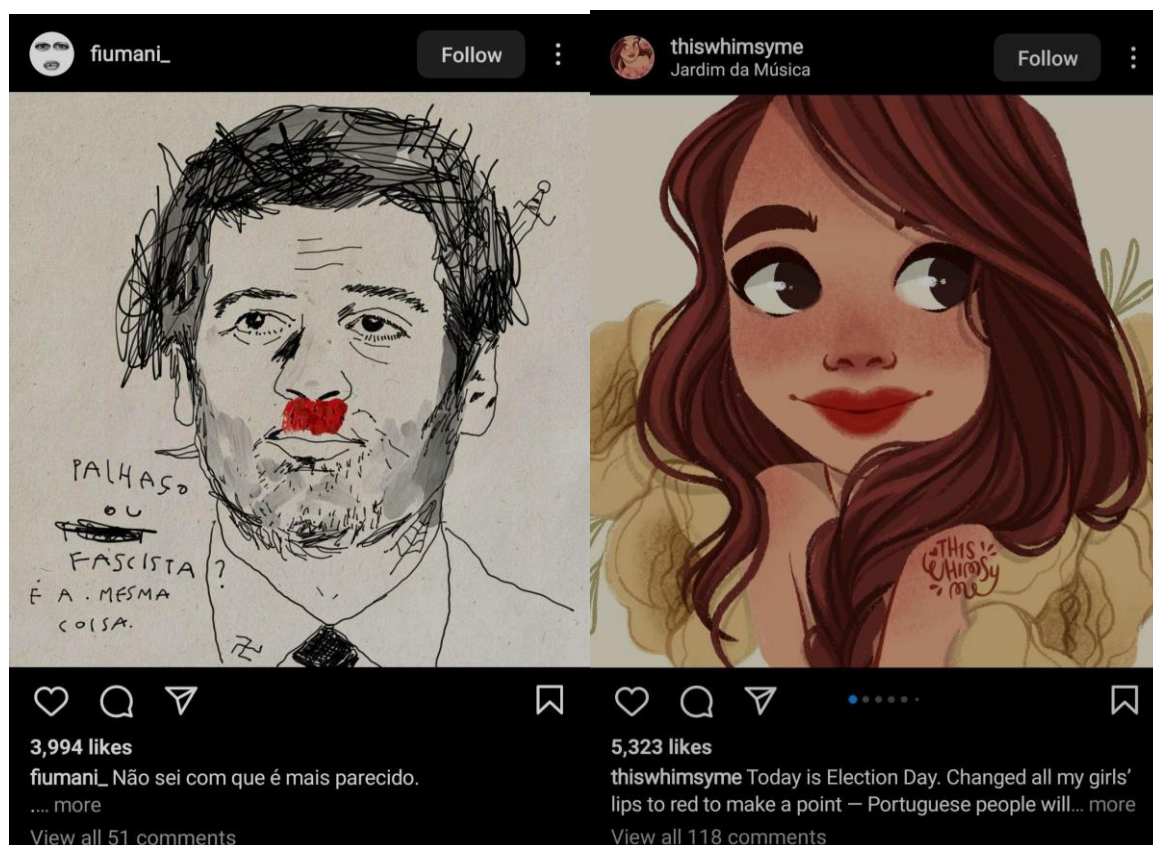 fiumani_
Follow
PALHAÇO
OU
FASCISTA?
É A. MESMA
COISA.
3,994 likes
fiumani_ Não sei com que é mais parecido.
.... more
View all 51 comments
thiswhimsyme
Jardim da Música
Follow
THIS
WHIMSY
ME
5,323 likes
thiswhimsyme Today is Election Day. Changed all my girls'
lips to red to make a point — Portuguese people will... more
View all 118 comments